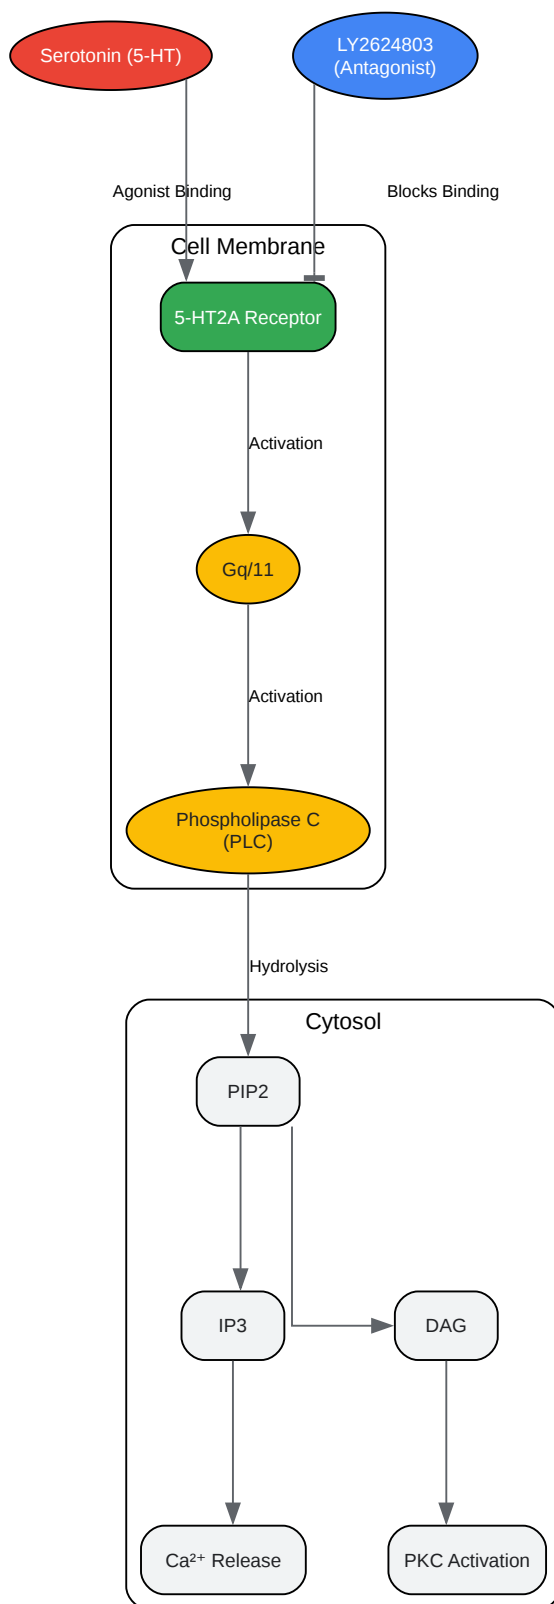 Serotonin (5-HT)
LY2624803
(Antagonist)
Agonist Binding
Blocks Binding
Cell Membrane
5-HT2A Receptor
Activation
Gq/11
Activation
Phospholipase C
(PLC)
Hydrolysis
Cytosol
PIP2
IP3
DAG
Ca²⁺ Release
PKC Activation